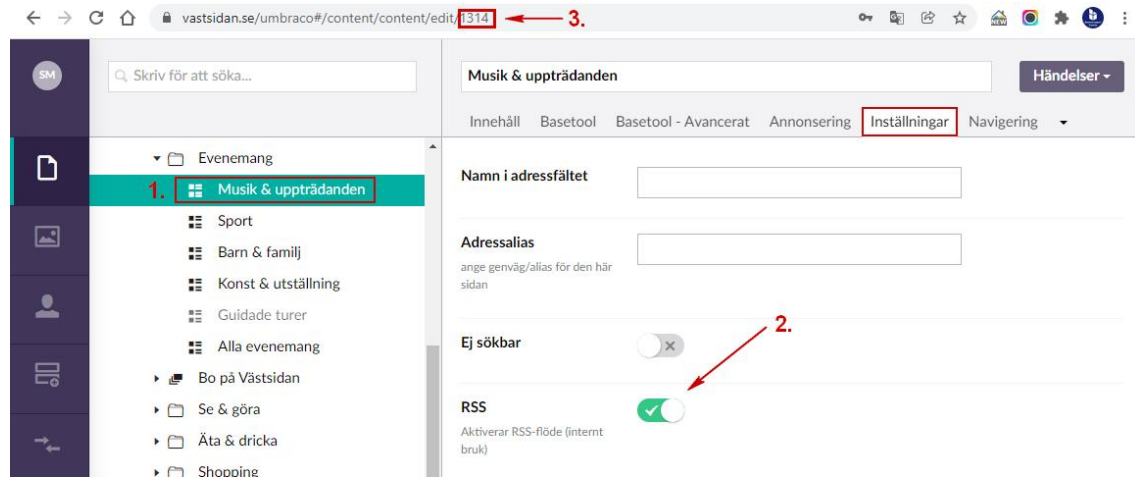 vastsidan.se/umbraco#/content/content/edit/1314
3.
SM
Skriv för att söka...
Musik & uppträdanden
Händelser
Innehåll Basetool Basetool - Avancerat Annonsering Inställningar Navigering
Evenemang
1. Musik & uppträdanden
Sport
Barn & familj
Konst & utställning
Guidade turer
Alla evenemang
Bo på Västsidan
Se & göra
Äta & dricka
Shopping
Namn i adressfältet
Adressalias
ange genväg/alias för den här
sidan
Ej sökbar
2.
RSS
Aktiverar RSS-flöde (internt
bruk)